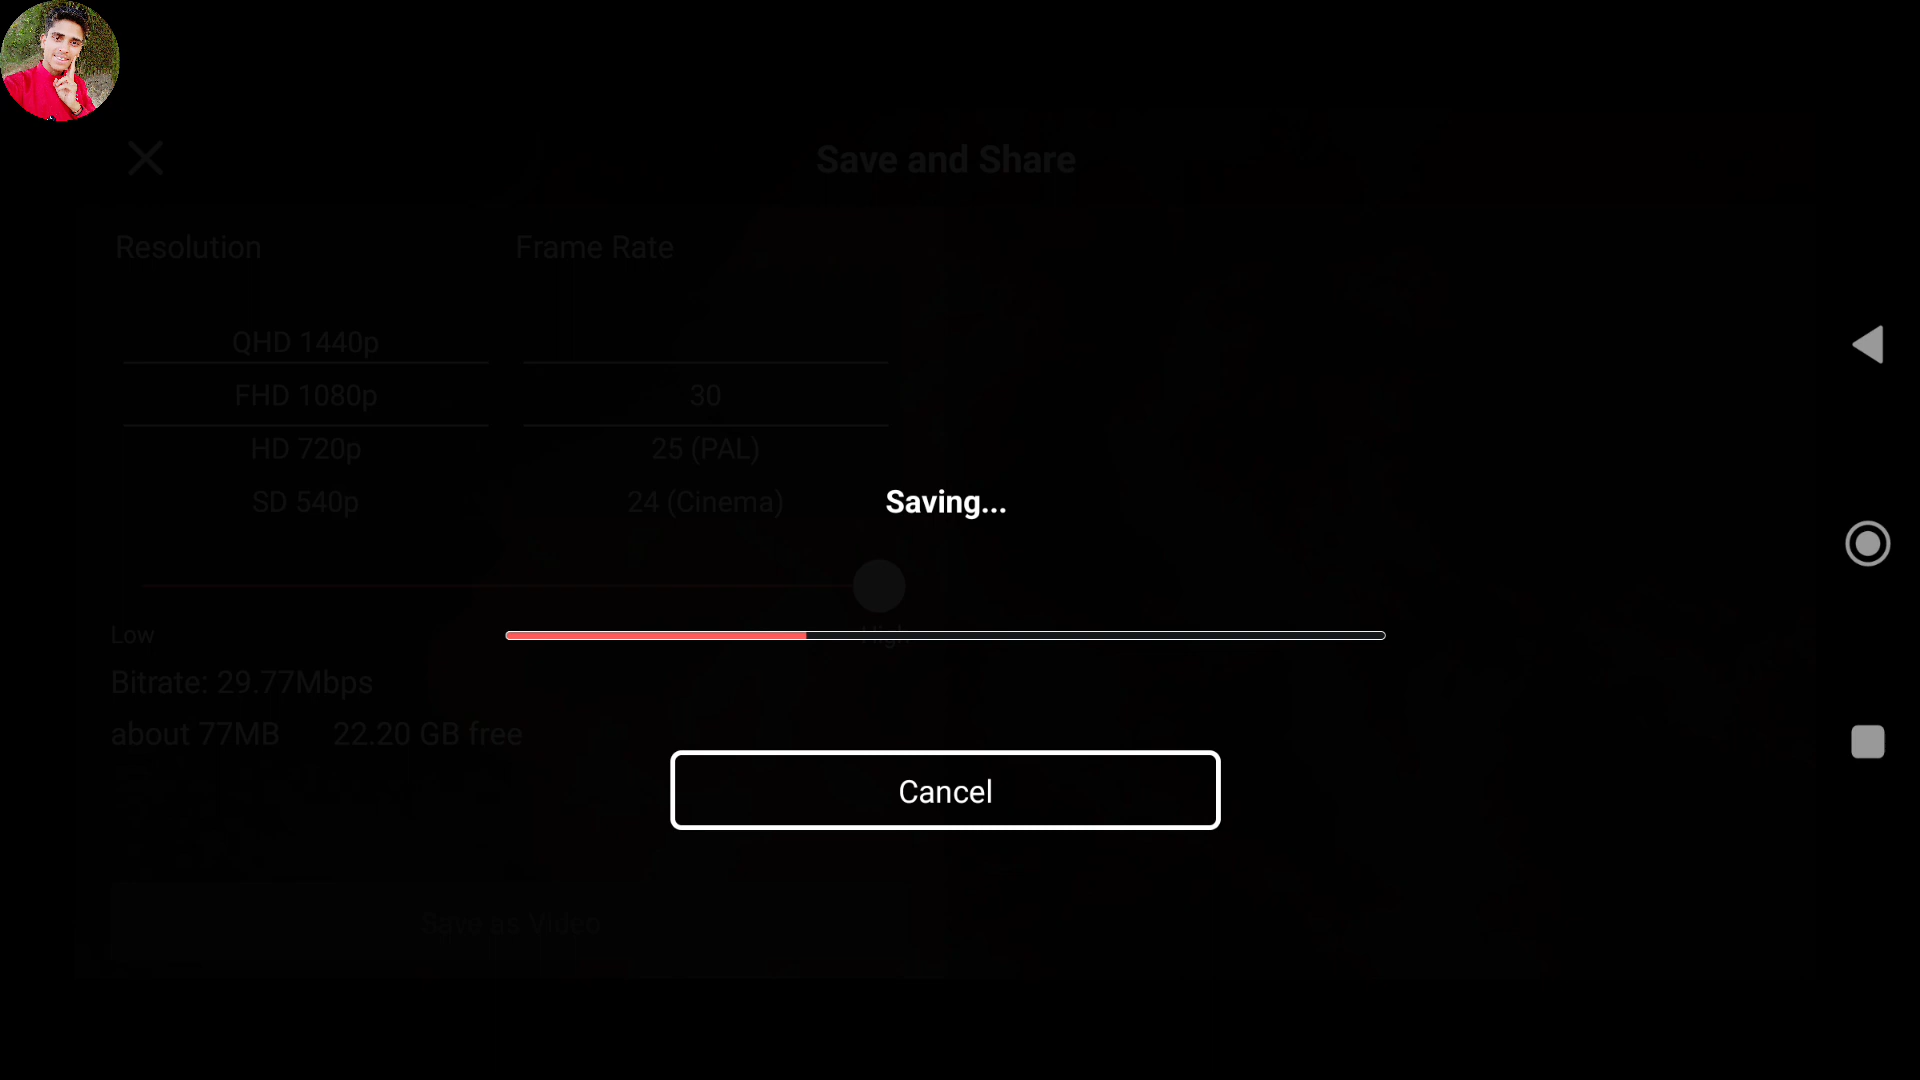 Save and Share
Resolution
Frame Rate
QHD 1440p
FHD 1080p
30
HD 720p
25 (PAL)
SD 540p
24 (Cinema)
Saving...
Low
High
Bitrate: 29.77Mbps
about 77MB
22.20 GB free
Cancel
Save as Video